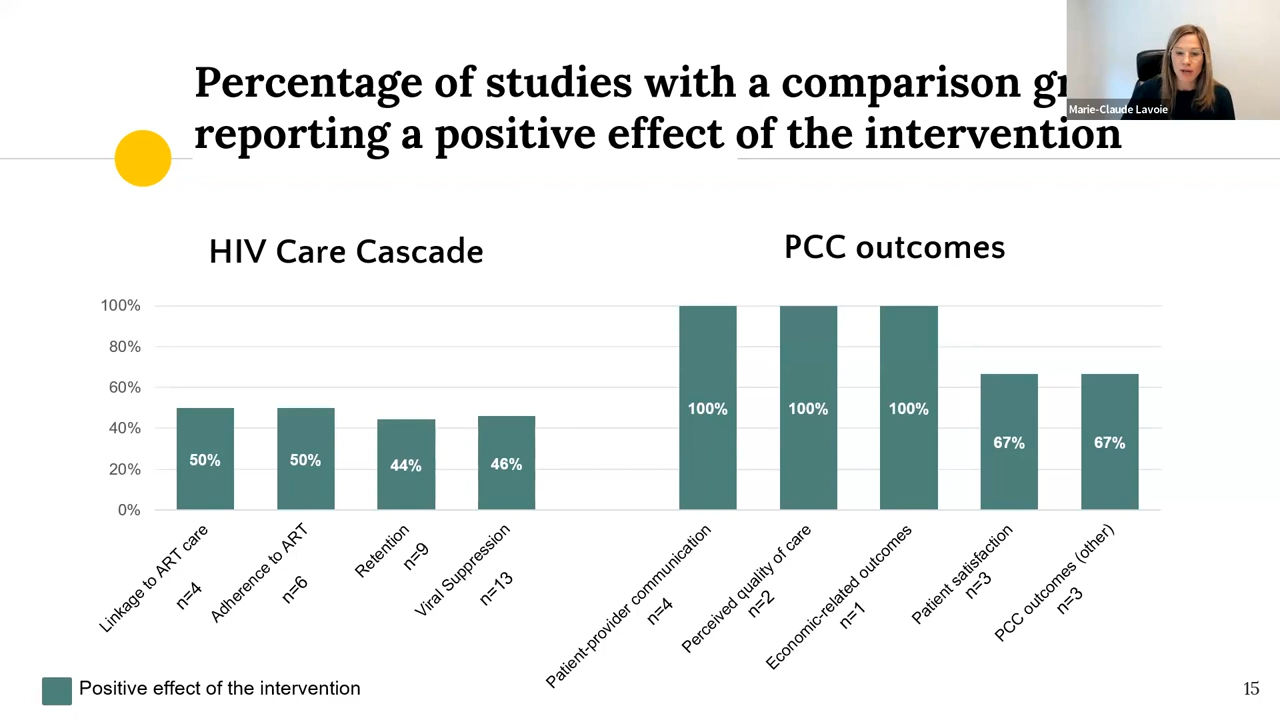 Percentage of studies with a comparison
reporting a positive effect of the intervention
Marie-Claude Lavoie
HIV Care Cascade
PCC outcomes
100%
80%
60%
40%
20%
0%
50%
50%
44%
46%
100%
100%
100%
67%
67%
Linkage to ART care
n=4
Adherence to ART
n=6
Retention
n=9
Viral Suppression
n=13
Patient-provider communication
n=4
Perceived quality of care
n=2
Economic-related outcomes
n=1
Patient satisfaction
n=3
PCC outcomes (other)
n=3
Positive effect of the intervention
15